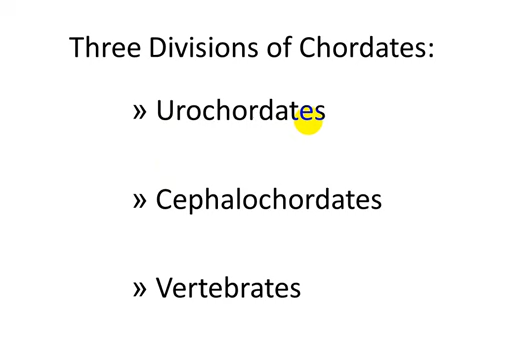 Three Divisions of Chordates:
» Urochordates
» Cephalochordates
» Vertebrates